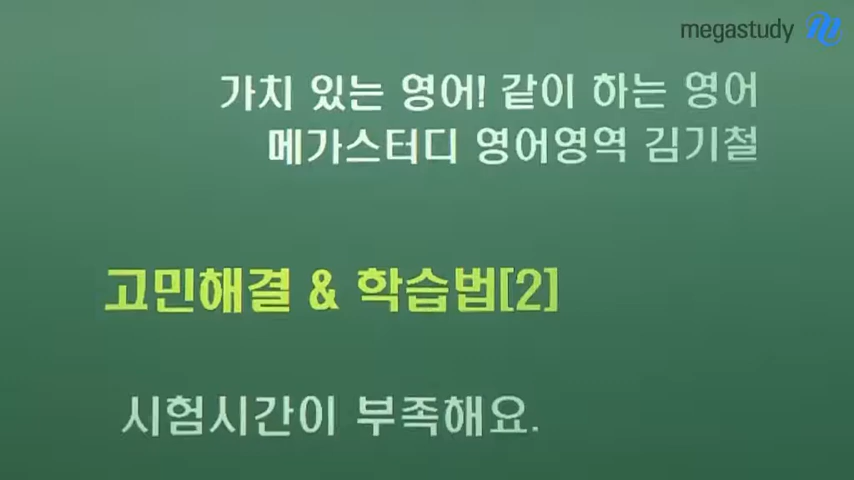 megastudy
가치 있는 영어! 같이 하는 영어
메가스터디 영어영역 김기철
고민해결 & 학습법[2]
시험시간이 부족해요.